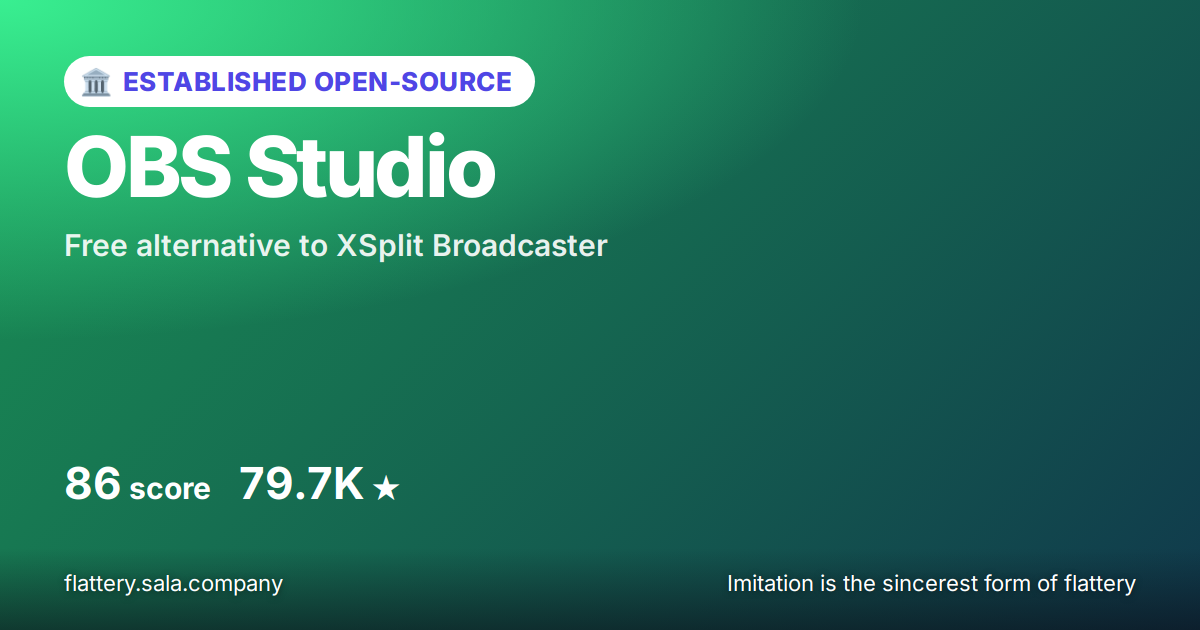 🏛️ ESTABLISHED OPEN-SOURCE
OBS Studio
Free alternative to XSplit Broadcaster
86 score 79.7K ★
flattery.sala.company
Imitation is the sincerest form of flattery